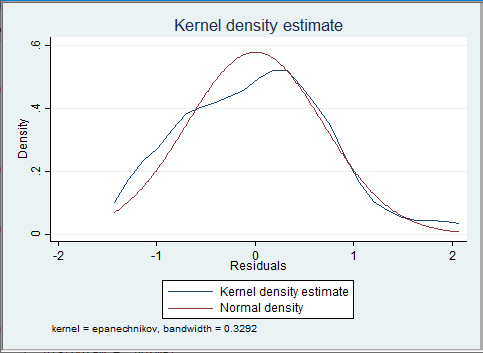 Kernel density estimate
.6
.4
.2
0
Density
-2 -1 0 1 2
Residuals
Kernel density estimate
Normal density
kernel = epanechnikov, bandwidth = 0.3292